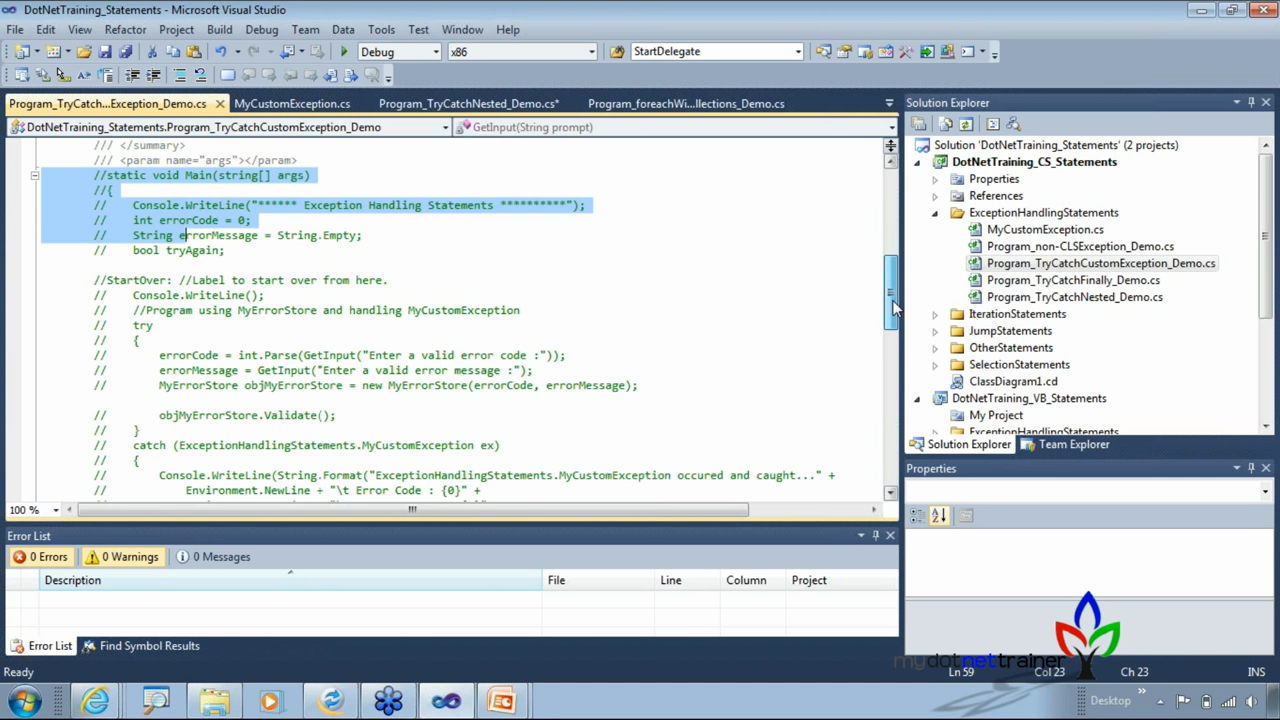 DotNetTraining_Statements - Microsoft Visual Studio
File Edit View Refactor Project Build Debug Team Data Tools Test Window Help
Debug x86 StartDelegate
Program_TryCatch...Exception_Demo.cs MyCustomException.cs Program_TryCatchNested_Demo.cs* Program_foreachWi...llections_Demo.cs
DotNetTraining_Statements.Program_TryCatchCustomException_Demo GetInput(String prompt)
/// </summary>
/// <param name="args"></param>
//static void Main(string[] args)
//{
// Console.WriteLine("****** Exception Handling Statements **********");
// int errorCode = 0;
// String errorMessage = String.Empty;
// bool tryAgain;
//StartOver: //Label to start over from here.
// Console.WriteLine();
// //Program using MyErrorStore and handling MyCustomException
// try
// {
// errorCode = int.Parse(GetInput("Enter a valid error code :"));
// errorMessage = GetInput("Enter a valid error message :");
// MyErrorStore objMyErrorStore = new MyErrorStore(errorCode, errorMessage);
// objMyErrorStore.Validate();
// }
// catch (ExceptionHandlingStatements.MyCustomException ex)
// {
// Console.WriteLine(String.Format("ExceptionHandlingStatements.MyCustomException occured and caught..." +
// Environment.NewLine + "\t Error Code : {0}" +
100 %
Solution Explorer
Solution 'DotNetTraining_Statements' (2 projects)
DotNetTraining_CS_Statements
Properties
References
ExceptionHandlingStatements
MyCustomException.cs
Program_non-CLSException_Demo.cs
Program_TryCatchCustomException_Demo.cs
Program_TryCatchFinally_Demo.cs
Program_TryCatchNested_Demo.cs
IterationStatements
JumpStatements
OtherStatements
SelectionStatements
ClassDiagram1.cd
DotNetTraining_VB_Statements
My Project
ExceptionHandlingStatements
Solution Explorer Team Explorer
Properties
Error List
0 Errors 0 Warnings 0 Messages
Description File Line Column Project
Error List Find Symbol Results
mydotnettrainer
Ready Ln 59 Col 23 Ch 23 INS
Desktop